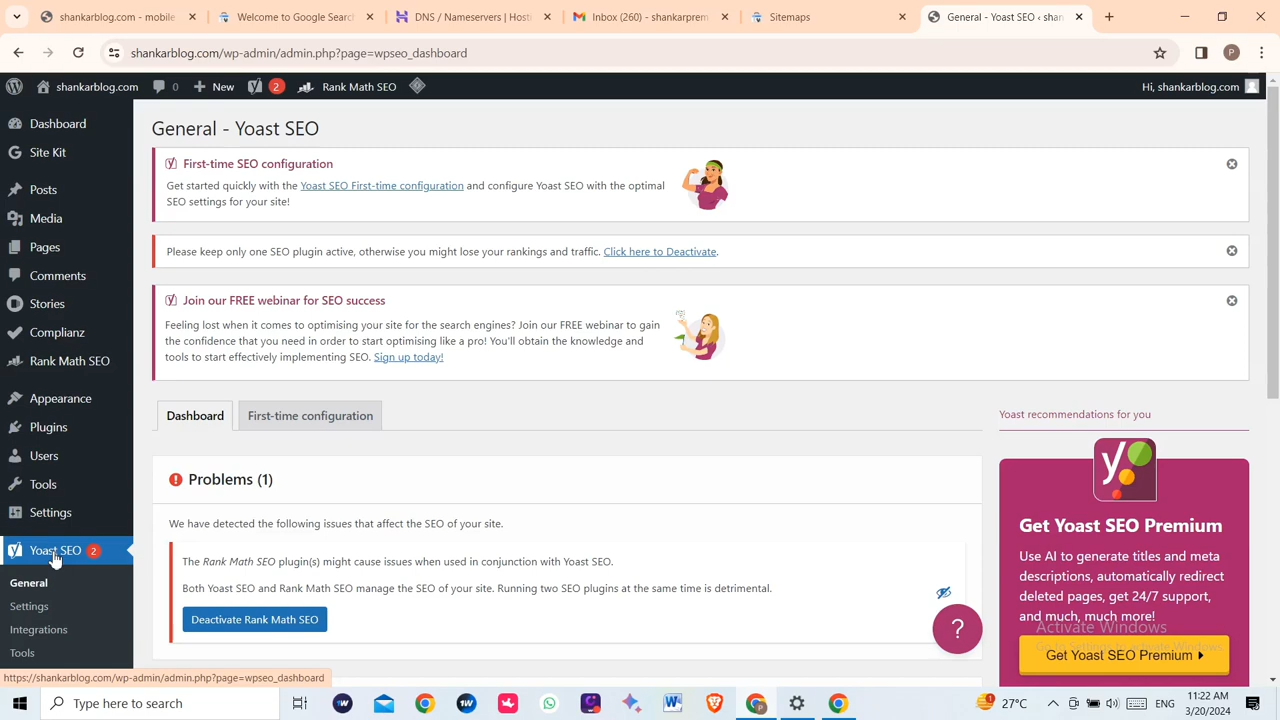 shankarblog.com - mobile
Welcome to Google Searc
DNS / Nameservers | Hosti
Inbox (260) - shankarprem
Sitemaps
General - Yoast SEO ‹ shan
shankarblog.com/wp-admin/admin.php?page=wpseo_dashboard
P
shankarblog.com
0
New
2
Rank Math SEO
Hi, shankarblog.com
Dashboard
Site Kit
Posts
Media
Pages
Comments
Stories
Complianz
Rank Math SEO
Appearance
Plugins
Users
Tools
Settings
Yoast SEO 2
General
Settings
Integrations
Tools
https://shankarblog.com/wp-admin/admin.php?page=wpseo_dashboard
General - Yoast SEO
First-time SEO configuration
Get started quickly with the Yoast SEO First-time configuration and configure Yoast SEO with the optimal
SEO settings for your site!
Please keep only one SEO plugin active, otherwise you might lose your rankings and traffic. Click here to Deactivate.
Join our FREE webinar for SEO success
Feeling lost when it comes to optimising your site for the search engines? Join our FREE webinar to gain
the confidence that you need in order to start optimising like a pro! You'll obtain the knowledge and
tools to start effectively implementing SEO. Sign up today!
Dashboard
First-time configuration
Problems (1)
We have detected the following issues that affect the SEO of your site.
The Rank Math SEO plugin(s) might cause issues when used in conjunction with Yoast SEO.
Both Yoast SEO and Rank Math SEO manage the SEO of your site. Running two SEO plugins at the same time is detrimental.
Deactivate Rank Math SEO
Yoast recommendations for you
Get Yoast SEO Premium
Use AI to generate titles and meta
descriptions, automatically redirect
deleted pages, get 24/7 support,
and much, much more!
Activate Windows
Get Yoast SEO Premium
?
Type here to search
1
27°C
ENG
11:22 AM
3/20/2024